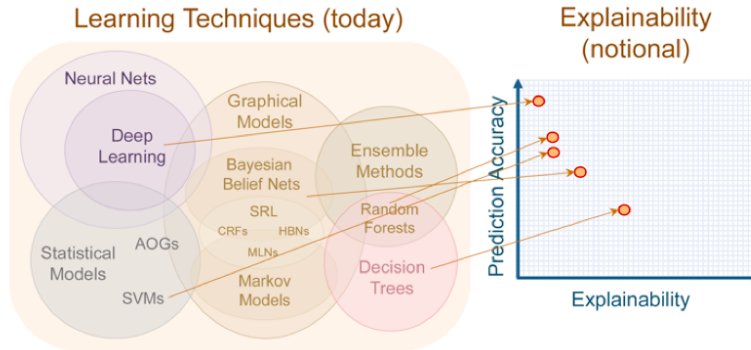 Learning Techniques (today)
Explainability
(notional)
Neural Nets
Graphical
Models
Deep
Learning
Ensemble
Methods
Bayesian
Belief Nets
SRL
Random
Forests
CRFs
HBNs
MLNs
AOGs
Statistical
Models
SVMs
Markov
Models
Decision
Trees
Prediction Accuracy
Explainability